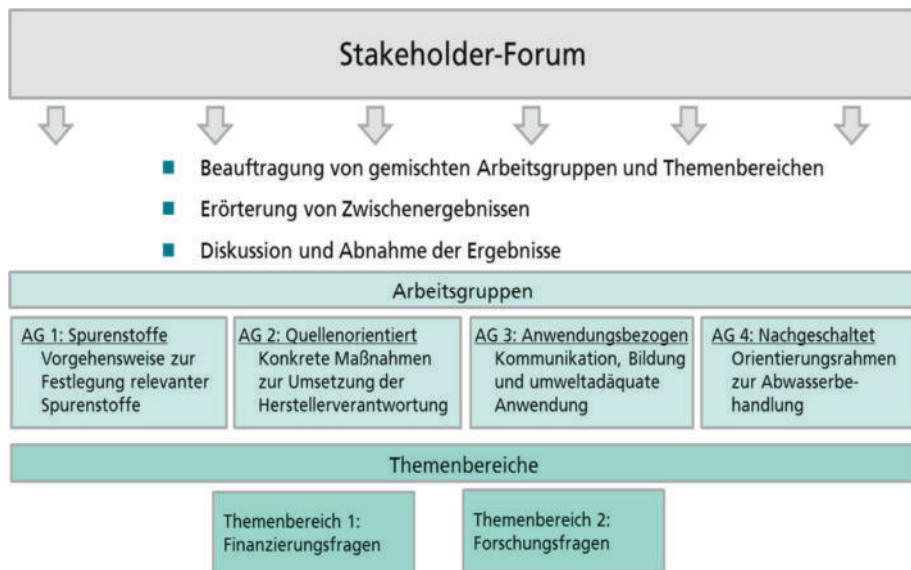 Stakeholder-Forum
Beauftragung von gemischten Arbeitsgruppen und Themenbereichen
Erörterung von Zwischenergebnissen
Diskussion und Abnahme der Ergebnisse
Arbeitsgruppen
AG 1: Spurenstoffe
Vorgehensweise zur
Festlegung relevanter
Spurenstoffe
AG 2: Quellenorientiert
Konkrete Maßnahmen
zur Umsetzung der
Herstellerverantwortung
AG 3: Anwendungsbezogen
Kommunikation, Bildung
und umweltadäquate
Anwendung
AG 4: Nachgeschaltet
Orientierungsrahmen
zur Abwasserbe-
handlung
Themenbereiche
Themenbereich 1:
Finanzierungsfragen
Themenbereich 2:
Forschungsfragen